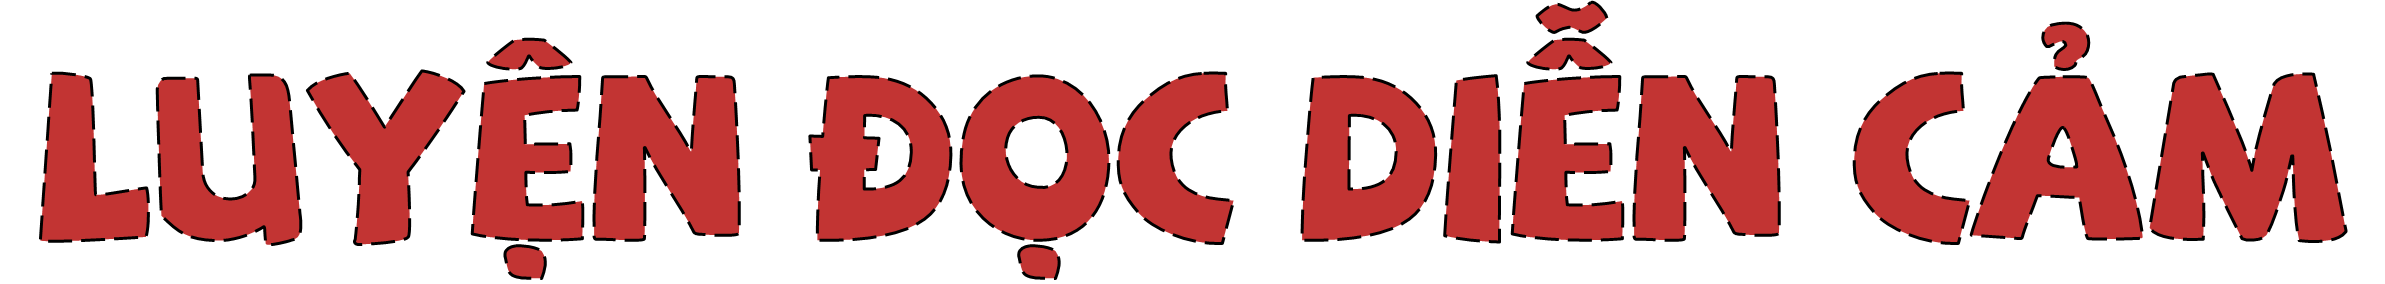 LUYỆN ĐỌC DIỄN CẢM